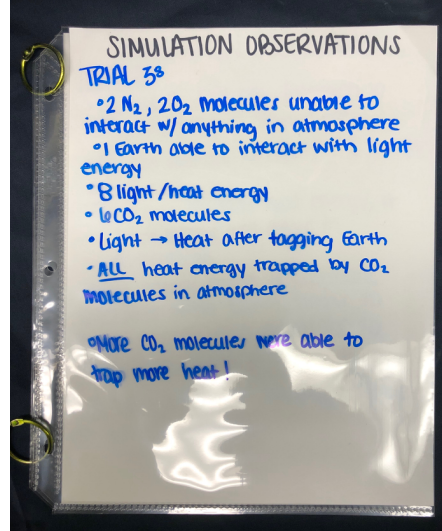 SIMULATION OBSERVATIONS
TRIAL 3:
• 2 N₂, 2O₂ molecules unable to
interact w/ anything in atmosphere
• 1 Earth able to interact with light
energy
• 8 light/heat energy
• 6 CO₂ molecules
• Light → Heat after tagging Earth
• ALL heat energy trapped by CO₂
molecules in atmosphere
• More CO₂ molecules were able to
trap more heat!